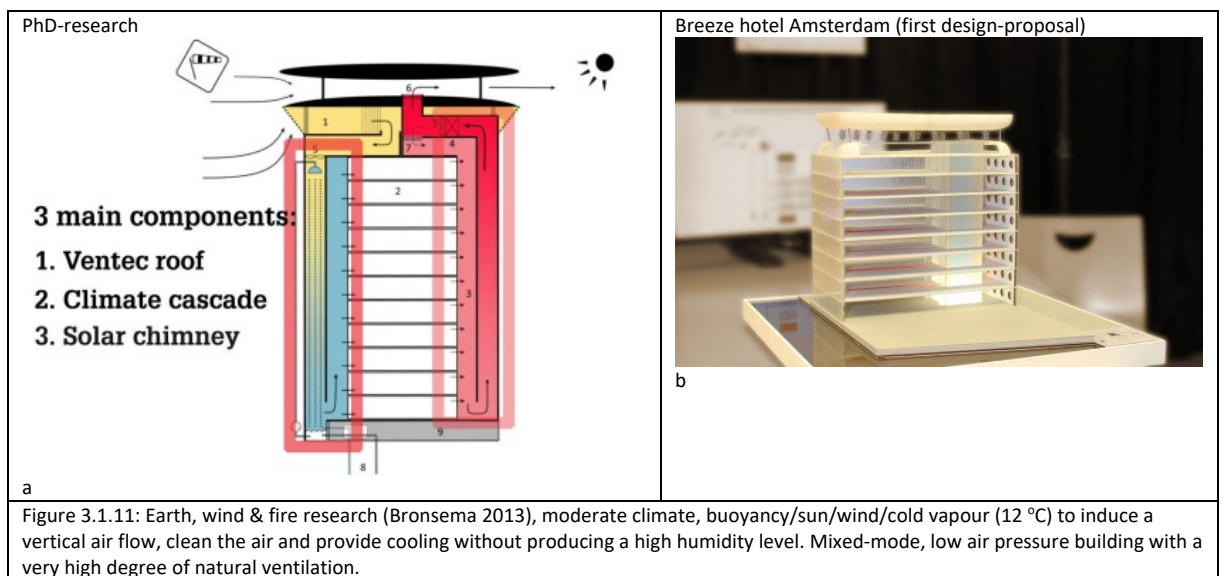 PhD-research
Breeze hotel Amsterdam (first design-proposal)
6
1
5
5
7
4
2
3 main components:
1. Ventec roof
2. Climate cascade
3. Solar chimney
3
9
8
a
b
Figure 3.1.11: Earth, wind & fire research (Bronsema 2013), moderate climate, buoyancy/sun/wind/cold vapour (12 °C) to induce a
vertical air flow, clean the air and provide cooling without producing a high humidity level. Mixed-mode, low air pressure building with a
very high degree of natural ventilation.